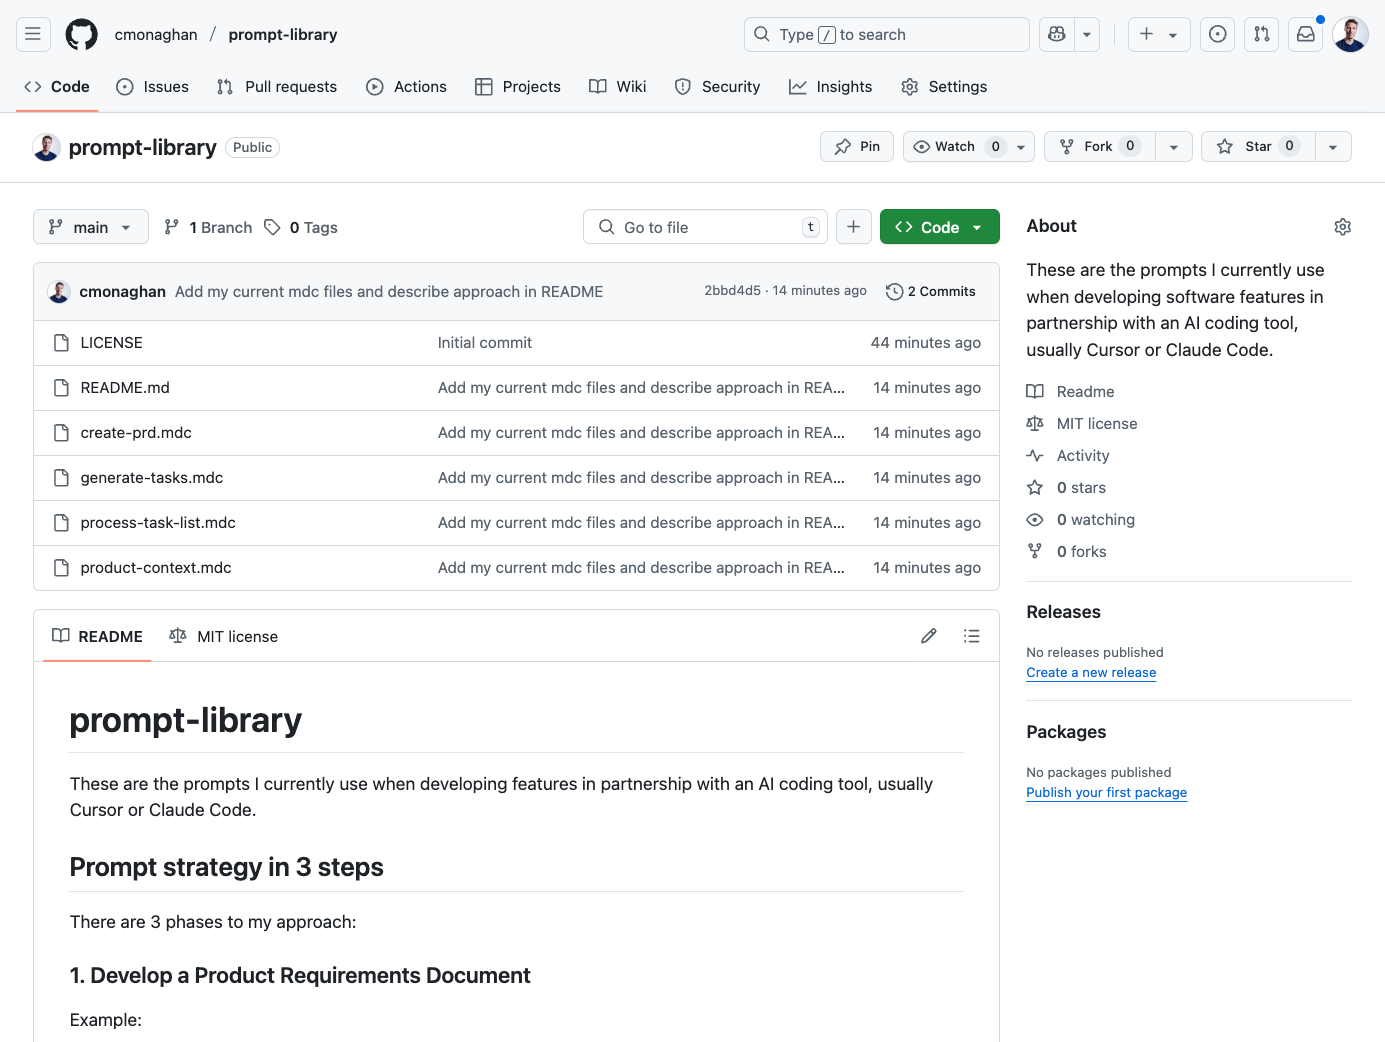 cmonaghan / prompt-library
Type / to search
Code
Issues
Pull requests
Actions
Projects
Wiki
Security
Insights
Settings
prompt-library Public
Pin
Watch 0
Fork 0
Star 0
main
1 Branch
0 Tags
Go to file t
Code
cmonaghan Add my current mdc files and describe approach in README 2bbd4d5 · 14 minutes ago 2 Commits
LICENSE Initial commit 44 minutes ago
README.md Add my current mdc files and describe approach in REA... 14 minutes ago
create-prd.mdc Add my current mdc files and describe approach in REA... 14 minutes ago
generate-tasks.mdc Add my current mdc files and describe approach in REA... 14 minutes ago
process-task-list.mdc Add my current mdc files and describe approach in REA... 14 minutes ago
product-context.mdc Add my current mdc files and describe approach in REA... 14 minutes ago
README
MIT license
prompt-library
These are the prompts I currently use when developing features in partnership with an AI coding tool, usually
Cursor or Claude Code.
Prompt strategy in 3 steps
There are 3 phases to my approach:
1. Develop a Product Requirements Document
Example:
About
These are the prompts I currently use
when developing software features in
partnership with an AI coding tool,
usually Cursor or Claude Code.
Readme
MIT license
Activity
0 stars
0 watching
0 forks
Releases
No releases published
Create a new release
Packages
No packages published
Publish your first package